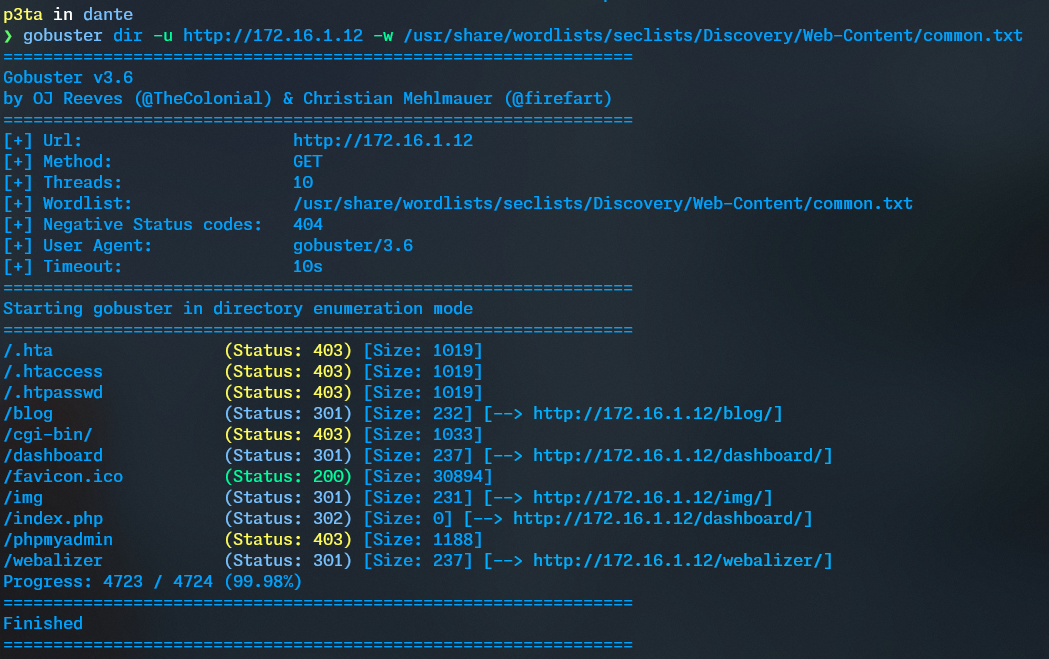 p3ta in dante
❯ gobuster dir -u http://172.16.1.12 -w /usr/share/wordlists/seclists/Discovery/Web-Content/common.txt
===============================================================
Gobuster v3.6
by OJ Reeves (@TheColonial) & Christian Mehlmauer (@firefart)
===============================================================
[+] Url:                     http://172.16.1.12
[+] Method:                  GET
[+] Threads:                 10
[+] Wordlist:                /usr/share/wordlists/seclists/Discovery/Web-Content/common.txt
[+] Negative Status codes:   404
[+] User Agent:              gobuster/3.6
[+] Timeout:                 10s
===============================================================
Starting gobuster in directory enumeration mode
===============================================================
/.hta                 (Status: 403) [Size: 1019]
/.htaccess            (Status: 403) [Size: 1019]
/.htpasswd            (Status: 403) [Size: 1019]
/blog                 (Status: 301) [Size: 232] [--> http://172.16.1.12/blog/]
/cgi-bin/             (Status: 403) [Size: 1033]
/dashboard            (Status: 301) [Size: 237] [--> http://172.16.1.12/dashboard/]
/favicon.ico          (Status: 200) [Size: 30894]
/img                  (Status: 301) [Size: 231] [--> http://172.16.1.12/img/]
/index.php            (Status: 302) [Size: 0] [--> http://172.16.1.12/dashboard/]
/phpmyadmin           (Status: 403) [Size: 1188]
/webalizer            (Status: 301) [Size: 237] [--> http://172.16.1.12/webalizer/]
Progress: 4723 / 4724 (99.98%)
===============================================================
Finished
===============================================================